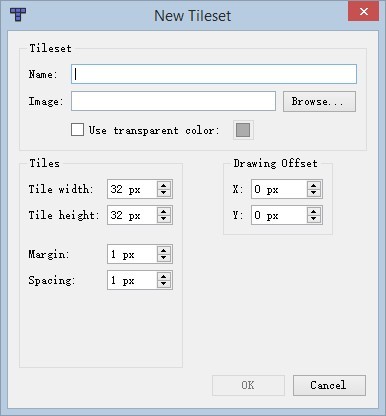 New Tileset
Tileset
Name:
Image: Browse...
Use transparent color:
Tiles
Tile width: 32 px
Tile height: 32 px
Margin: 1 px
Spacing: 1 px
Drawing Offset
X: 0 px
Y: 0 px
OK Cancel